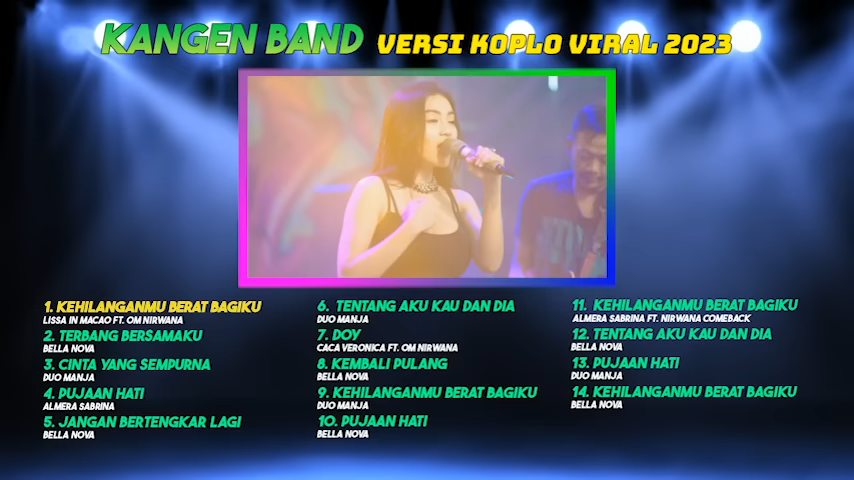 KANGEN BAND VERSI KOPLO VIRAL 2023
1. KEHILANGANMU BERAT BAGIKU
LISSA IN MACAO FT. OM NIRWANA
2. TERBANG BERSAMAKU
BELLA NOVA
3. CINTA YANG SEMPURNA
DUO MANJA
4. PUJAAN HATI
ALMERA SABRINA
5. JANGAN BERTENGKAR LAGI
BELLA NOVA
6. TENTANG AKU KAU DAN DIA
DUO MANJA
7. DOY
CACA VERONICA FT. OM NIRWANA
8. KEMBALI PULANG
BELLA NOVA
9. KEHILANGANMU BERAT BAGIKU
DUO MANJA
10. PUJAAN HATI
BELLA NOVA
11. KEHILANGANMU BERAT BAGIKU
ALMERA SABRINA FT. NIRWANA COMEBACK
12. TENTANG AKU KAU DAN DIA
BELLA NOVA
13. PUJAAN HATI
DUO MANJA
14. KEHILANGANMU BERAT BAGIKU
BELLA NOVA